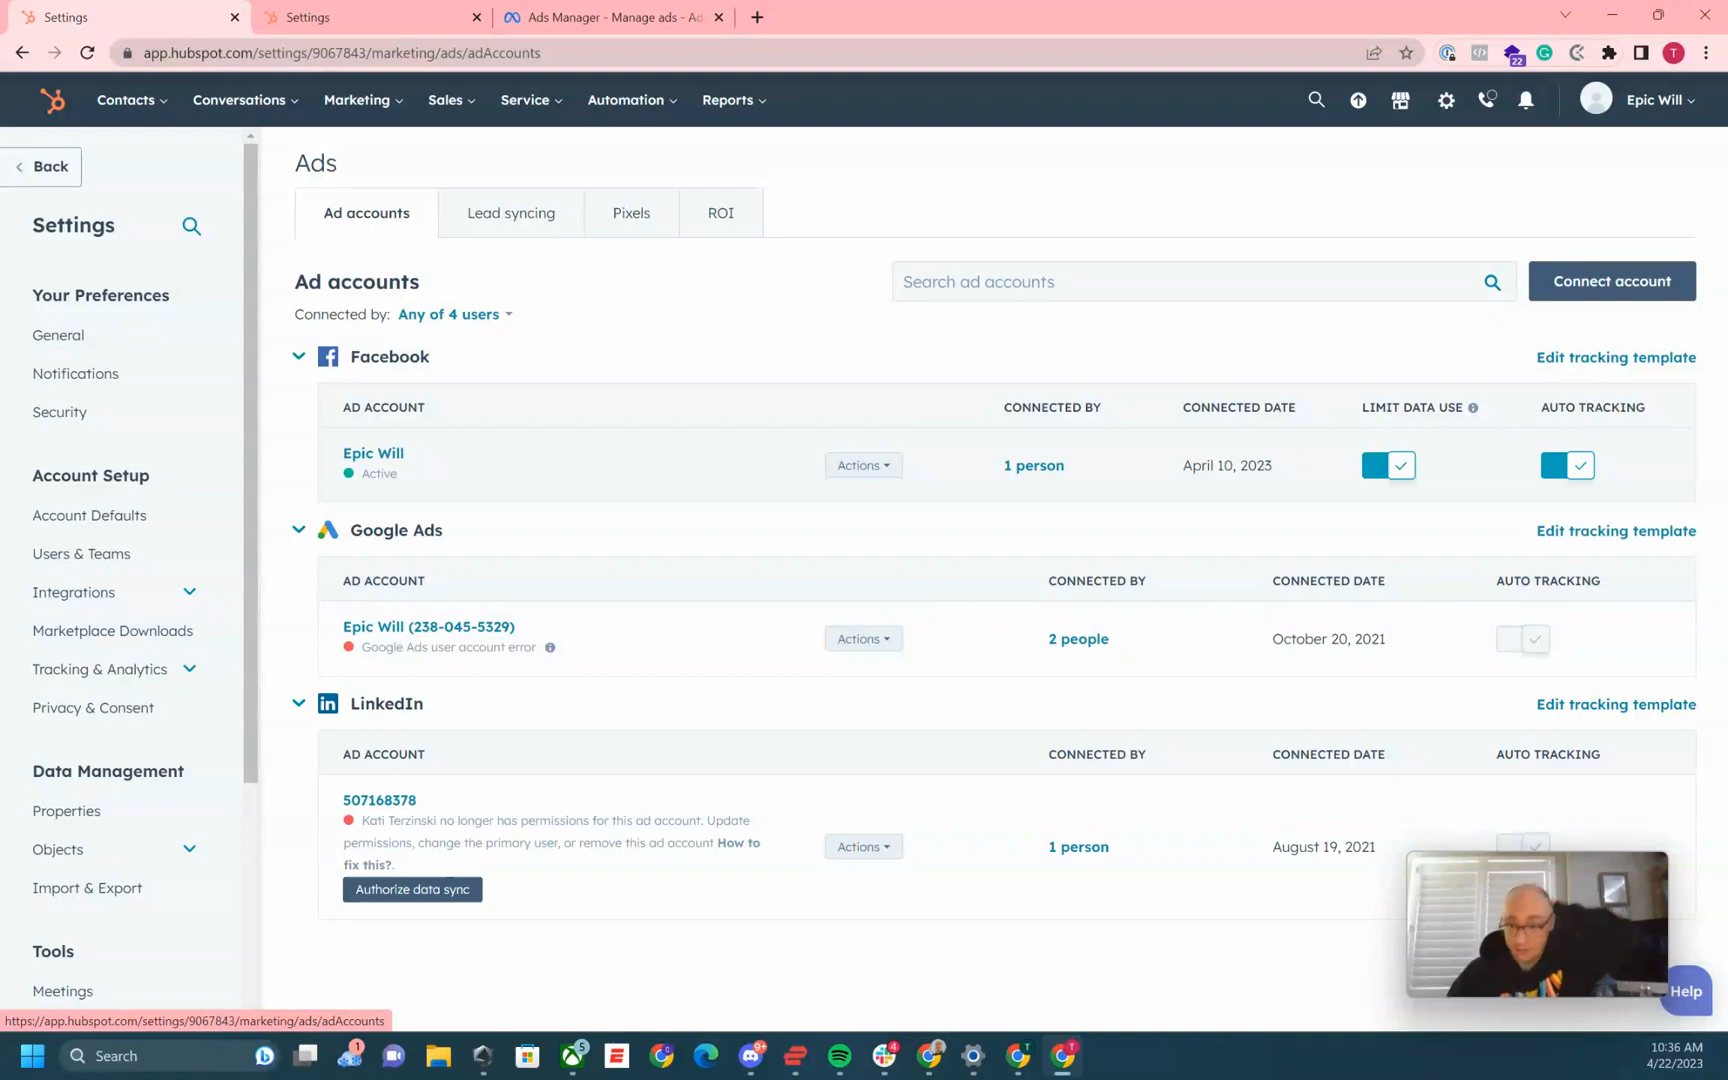 Settings
Settings
Ads Manager - Manage ads - Ad
app.hubspot.com/settings/9067843/marketing/ads/adAccounts
22
T
Contacts
Conversations
Marketing
Sales
Service
Automation
Reports
Epic Will
Back
Settings
Your Preferences
General
Notifications
Security
Account Setup
Account Defaults
Users & Teams
Integrations
Marketplace Downloads
Tracking & Analytics
Privacy & Consent
Data Management
Properties
Objects
Import & Export
Tools
Meetings
Ads
Ad accounts
Lead syncing
Pixels
ROI
Ad accounts
Search ad accounts
Connect account
Connected by: Any of 4 users
Facebook
Edit tracking template
AD ACCOUNT
CONNECTED BY
CONNECTED DATE
LIMIT DATA USE
AUTO TRACKING
Epic Will
Active
Actions
1 person
April 10, 2023
Google Ads
Edit tracking template
AD ACCOUNT
CONNECTED BY
CONNECTED DATE
AUTO TRACKING
Epic Will (238-045-5329)
Google Ads user account error
Actions
2 people
October 20, 2021
LinkedIn
Edit tracking template
AD ACCOUNT
CONNECTED BY
CONNECTED DATE
AUTO TRACKING
507168378
Kati Terzinski no longer has permissions for this ad account. Update
permissions, change the primary user, or remove this ad account How to
fix this?.
Authorize data sync
Actions
1 person
August 19, 2021
Help
https://app.hubspot.com/settings/9067843/marketing/ads/adAccounts
Search
1
5
9+
4
T
T
10:36 AM
4/22/2023